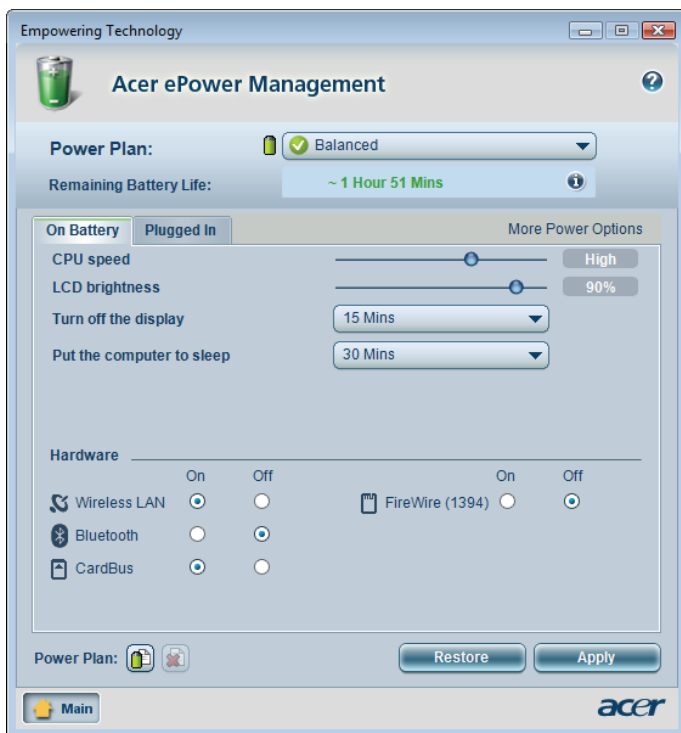 Empowering Technology
Acer ePower Management
Power Plan: Balanced
Remaining Battery Life: ~ 1 Hour 51 Mins
On Battery Plugged In More Power Options
CPU speed High
LCD brightness 90%
Turn off the display 15 Mins
Put the computer to sleep 30 Mins
Hardware
On Off On Off
Wireless LAN FireWire (1394)
Bluetooth
CardBus
Power Plan: Restore Apply
Main acer